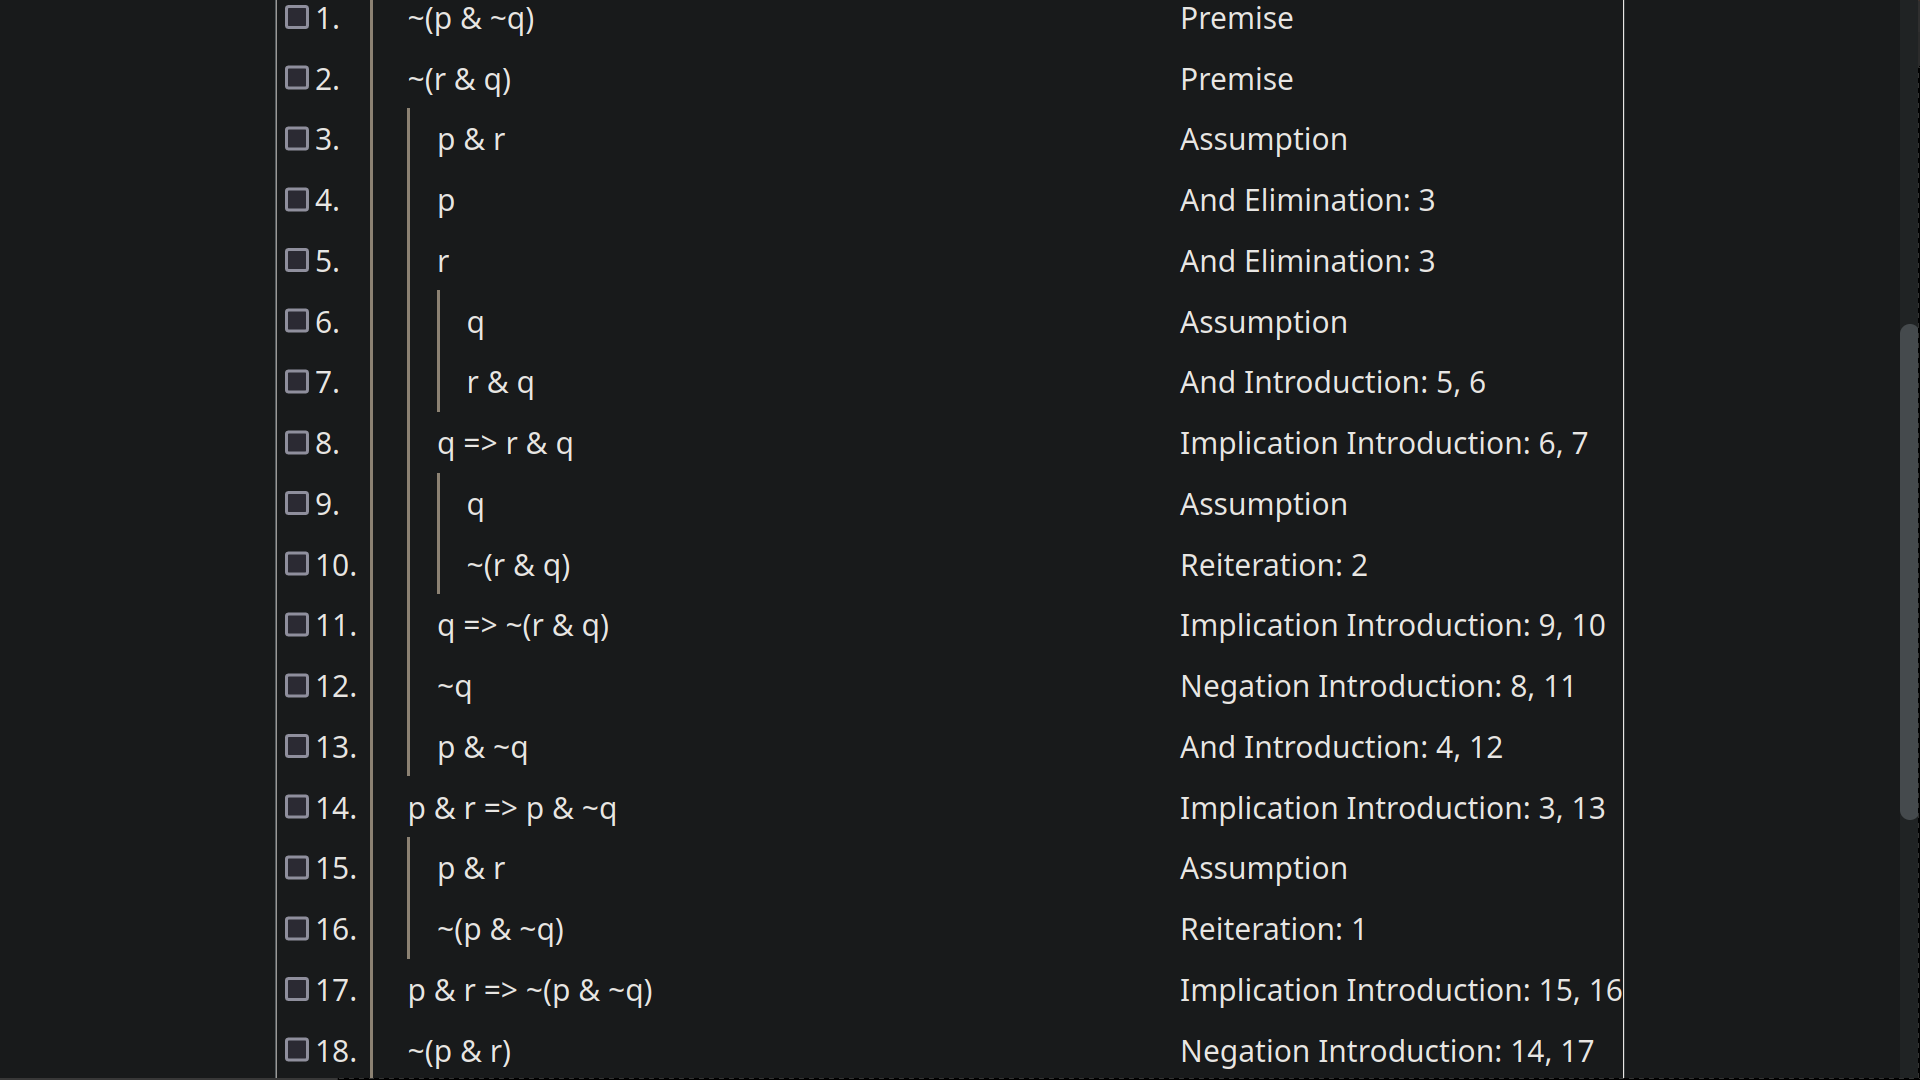 1. ~(p & ~q) Premise
2. ~(r & q) Premise
3. p & r Assumption
4. p And Elimination: 3
5. r And Elimination: 3
6. q Assumption
7. r & q And Introduction: 5, 6
8. q => r & q Implication Introduction: 6, 7
9. q Assumption
10. ~(r & q) Reiteration: 2
11. q => ~(r & q) Implication Introduction: 9, 10
12. ~q Negation Introduction: 8, 11
13. p & ~q And Introduction: 4, 12
14. p & r => p & ~q Implication Introduction: 3, 13
15. p & r Assumption
16. ~(p & ~q) Reiteration: 1
17. p & r => ~(p & ~q) Implication Introduction: 15, 16
18. ~(p & r) Negation Introduction: 14, 17